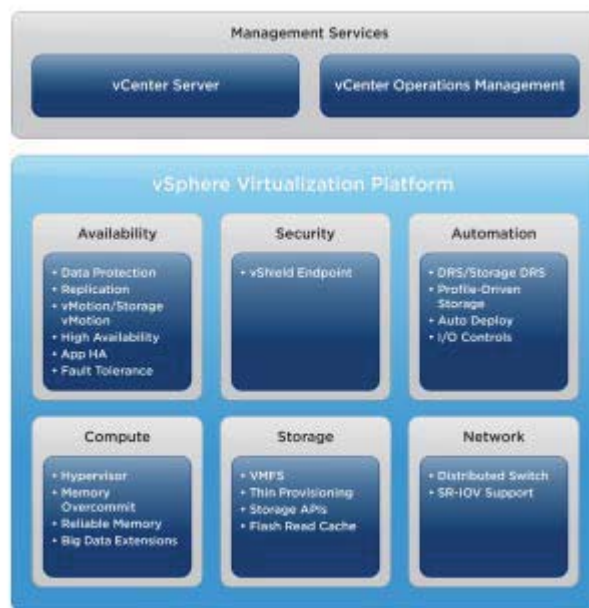 Management Services
vCenter Server
vCenter Operations Management
vSphere Virtualization Platform
Availability
• Data Protection
• Replication
• vMotion/Storage
vMotion
• High Availability
• App HA
• Fault Tolerance
Security
• vShield Endpoint
Automation
• DRS/Storage DRS
• Profile-Driven
Storage
• Auto Deploy
• I/O Controls
Compute
• Hypervisor
• Memory
Overcommit
• Reliable Memory
• Big Data Extensions
Storage
• VMFS
• Thin Provisioning
• Storage APIs
• Flash Read Cache
Network
• Distributed Switch
• SR-IOV Support